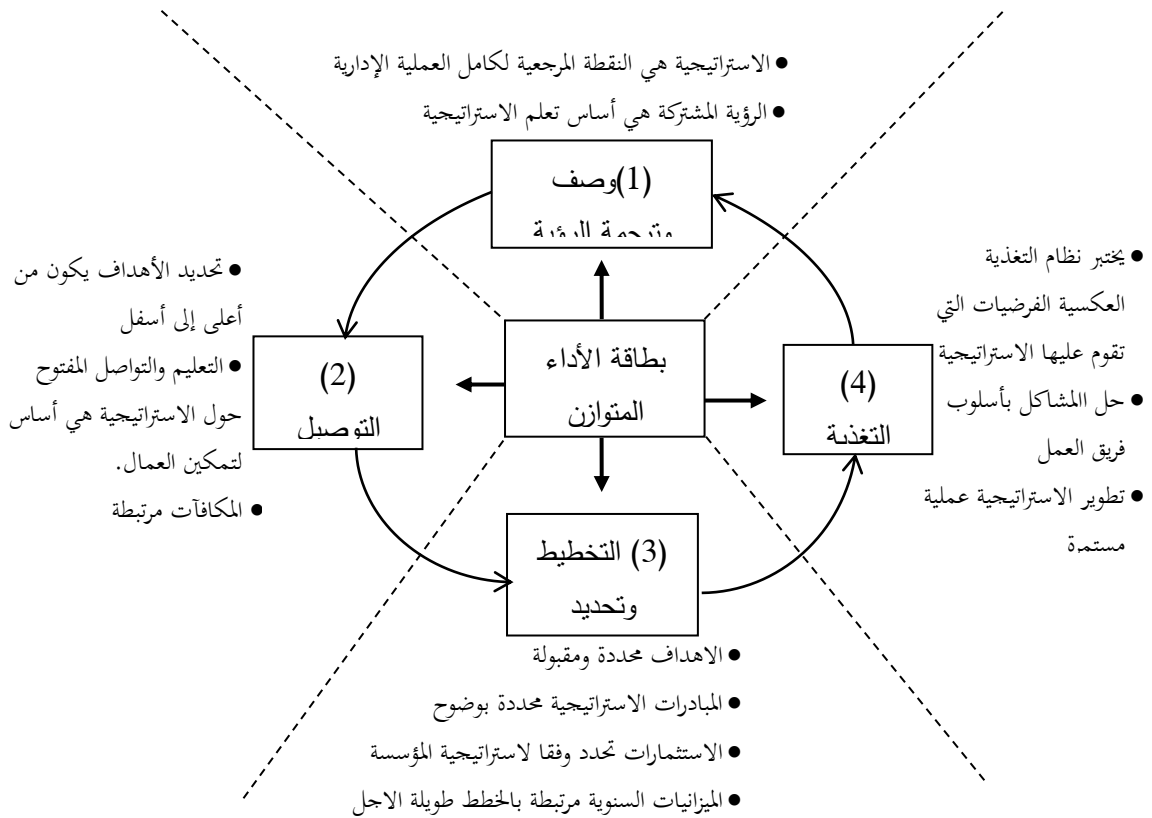 ● الاستراتيجية هي النقطة المرجعية لكامل العملية الإدارية
● الرؤية المشتركة هي أساس تعلم الاستراتيجية
(1)وصف
وترجمة الرؤية
● يختبر نظام التغذية
العكسية الفرضيات التي
تقوم عليها الاستراتيجية
● حل االمشاكل بأسلوب
فريق العمل
● تطوير الاستراتيجية عملية
مستمرة
(4)
التغذية
بطاقة الأداء
المتوازن
(2)
التوصيل
● تحديد الأهداف يكون من
أعلى إلى أسفل
● التعليم والتواصل المفتوح
حول الاستراتيجية هي أساس
لتمكين العمال.
● المكافآت مرتبطة
(3) التخطيط
وتحديد
● الاهداف محددة ومقبولة
● المبادرات الاستراتيجية محددة بوضوح
● الاستثمارات تحدد وفقا لاستراتيجية المؤسسة
● الميزانيات السنوية مرتبطة بالخطط طويلة الاجل